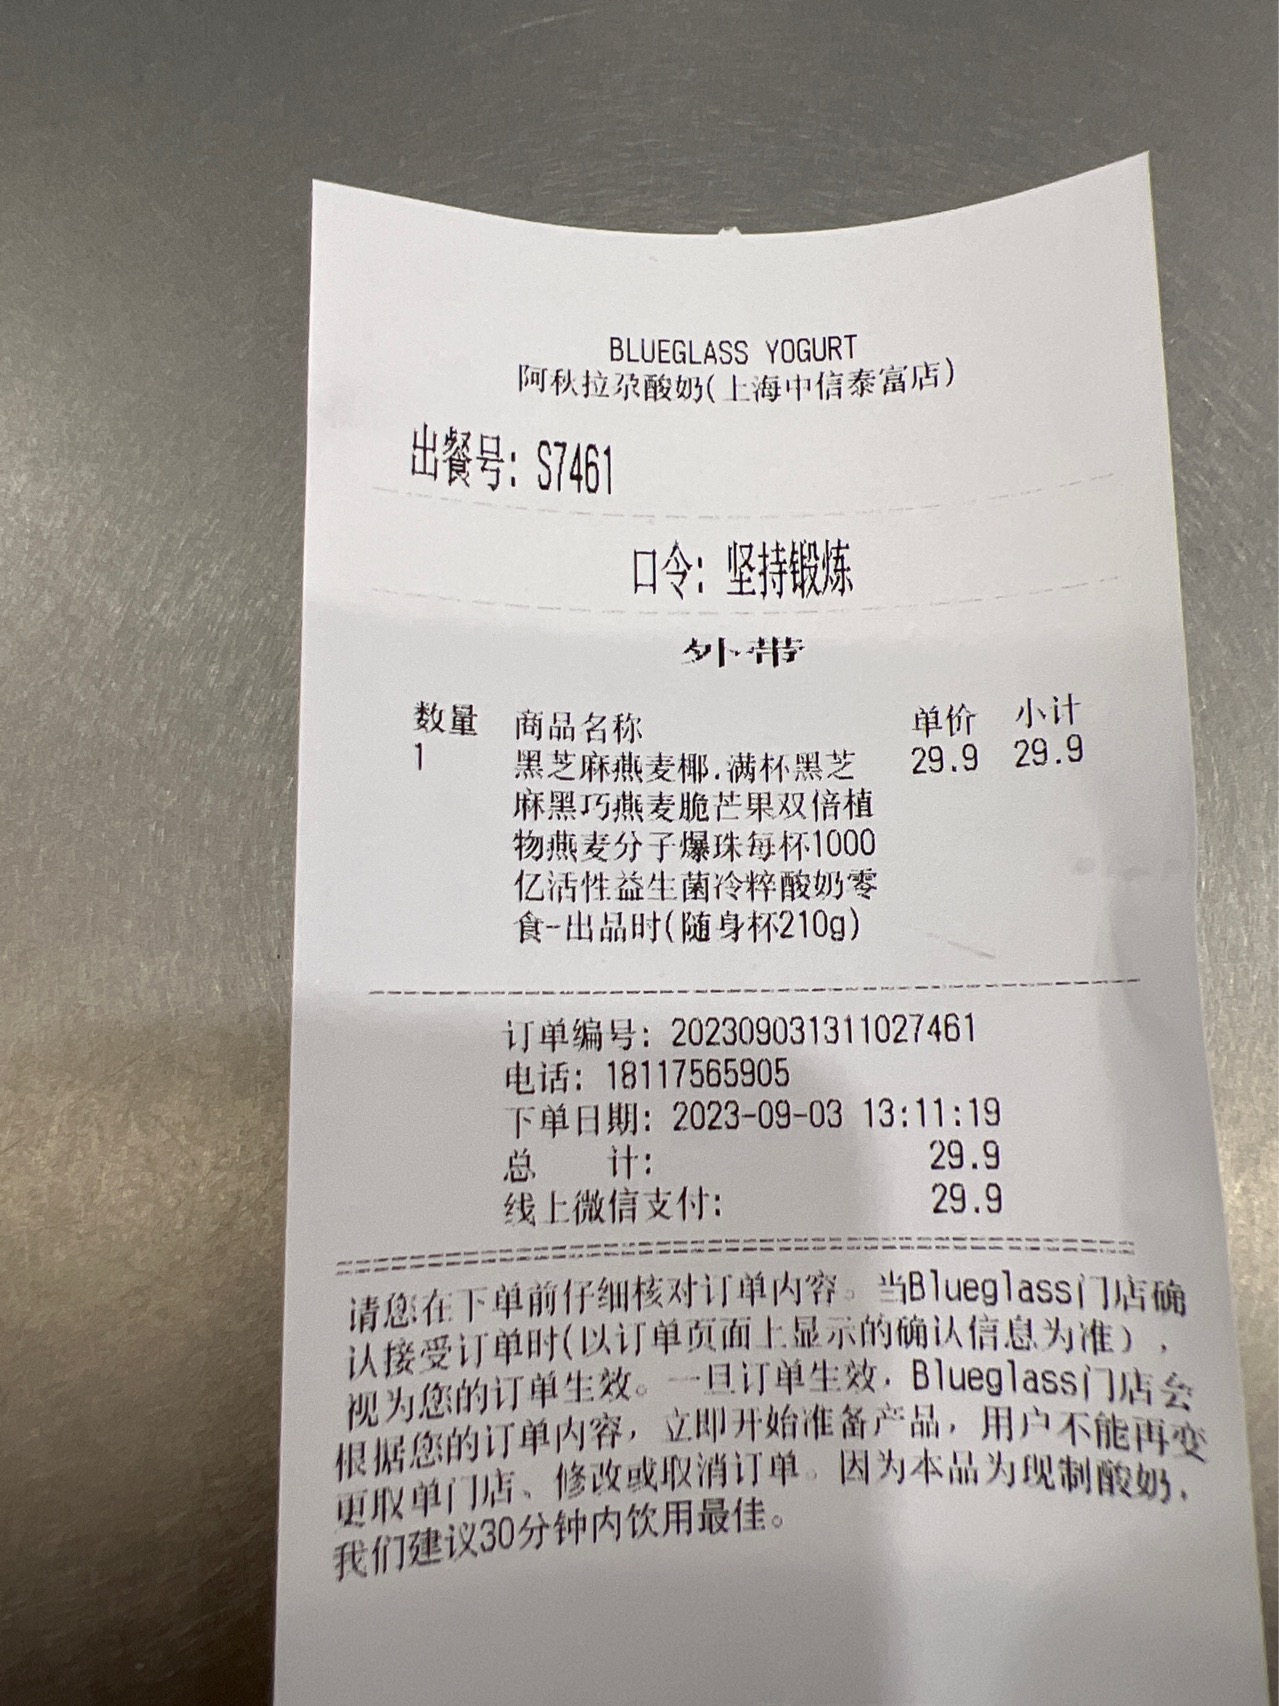 BLUEGLASS YOGURT
阿秋拉尕酸奶(上海中信泰富店)
出餐号: S7461
口令: 坚持锻炼
外带
数量 商品名称 单价 小计
1 黑芝麻燕麦椰.满杯黑芝 29.9 29.9
麻黑巧燕麦脆芒果双倍植
物燕麦分子爆珠每杯1000
亿活性益生菌冷粹酸奶零
食-出品时(随身杯210g)
订单编号: 202309031311027461
电话: 18117565905
下单日期: 2023-09-03 13:11:19
总 计: 29.9
线上微信支付: 29.9
请您在下单前仔细核对订单内容。当Blueglass门店确
认接受订单时(以订单页面上显示的确认信息为准),
视为您的订单生效。一旦订单生效,Blueglass门店会
根据您的订单内容,立即开始准备产品,用户不能再变
更取单门店、修改或取消订单。因为本品为现制酸奶,
我们建议30分钟内饮用最佳。